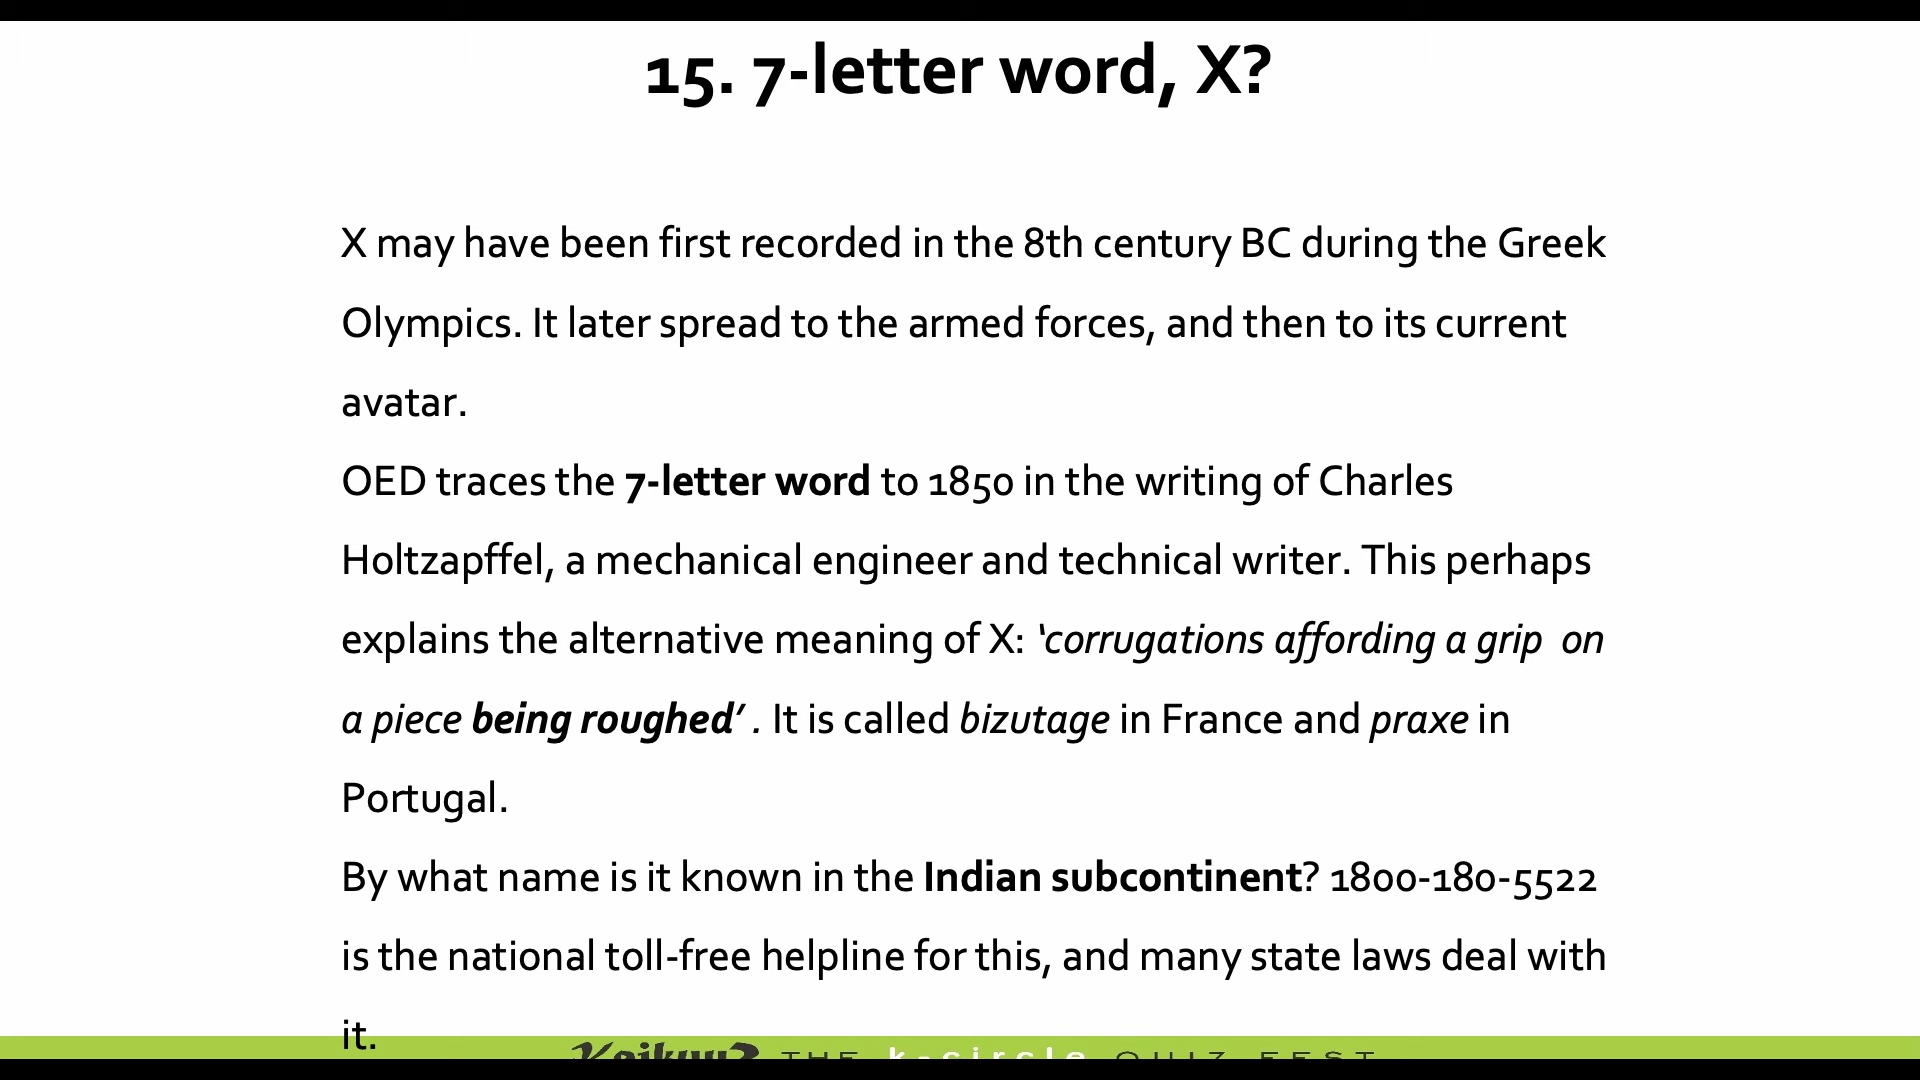 15. 7-letter word, X?
X may have been first recorded in the 8th century BC during the Greek
Olympics. It later spread to the armed forces, and then to its current
avatar.
OED traces the 7-letter word to 1850 in the writing of Charles
Holtzapffel, a mechanical engineer and technical writer. This perhaps
explains the alternative meaning of X: ‘corrugations affording a grip on
a piece being roughed’ . It is called bizutage in France and praxe in
Portugal.
By what name is it known in the Indian subcontinent? 1800-180-5522
is the national toll-free helpline for this, and many state laws deal with
it.
THE k-circle QUIZ FEST